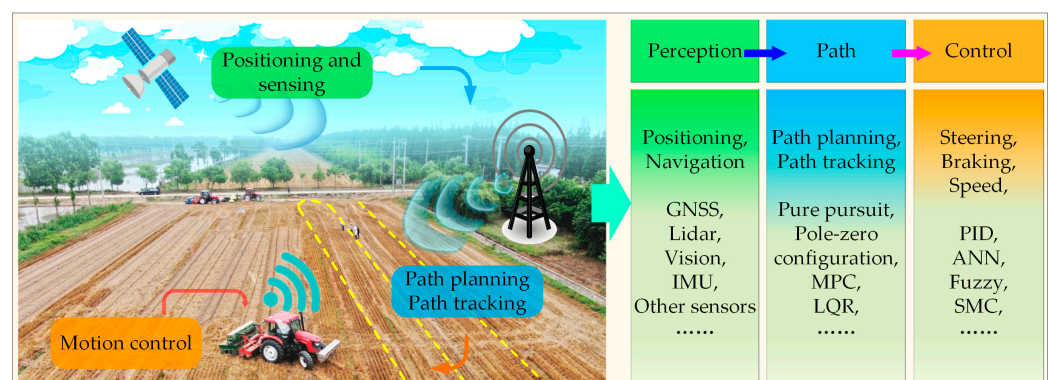 Positioning and
sensing
Path planning
Path tracking
Motion control
Perception
Path
Control
Positioning,
Navigation
GNSS,
Lidar,
Vision,
IMU,
Other sensors
……
Path planning,
Path tracking
Pure pursuit,
Pole-zero
configuration,
MPC,
LQR,
……
Steering,
Braking,
Speed,
PID,
ANN,
Fuzzy,
SMC,
……